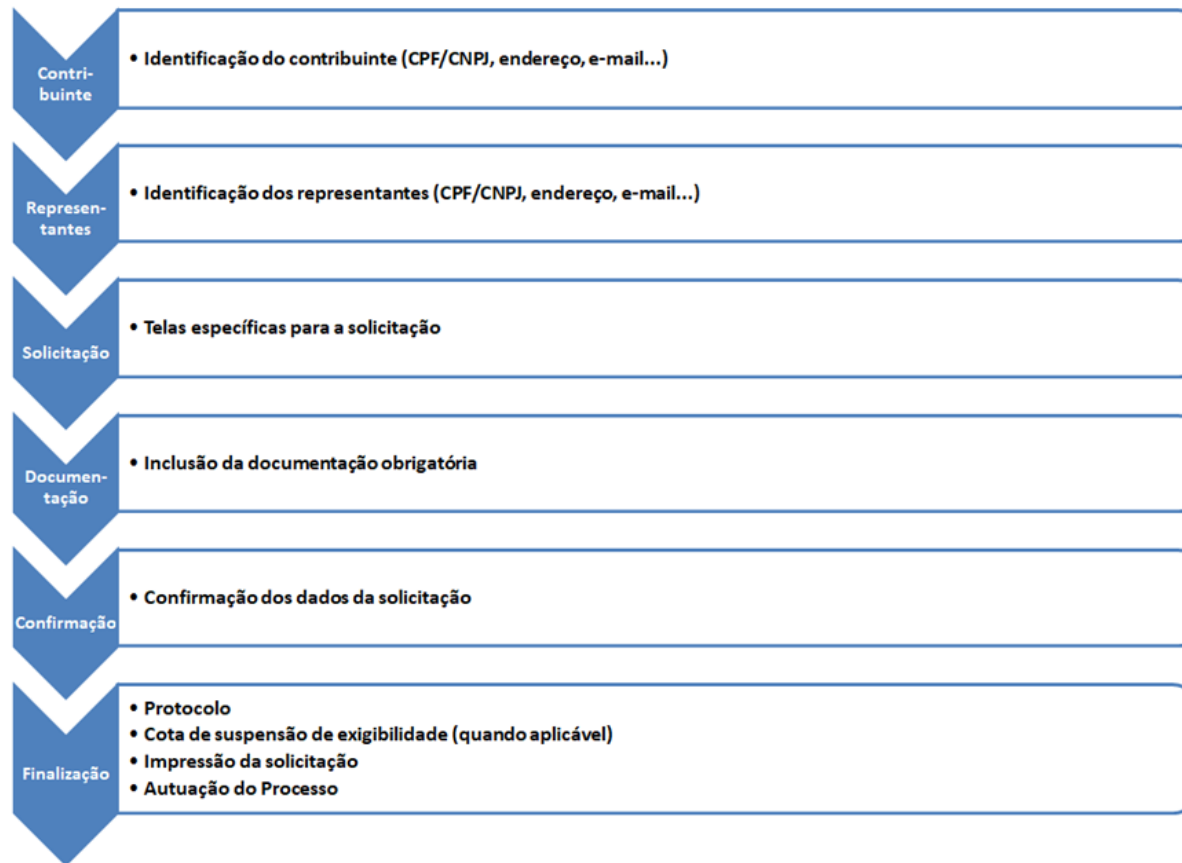 Contri-
buinte
• Identificação do contribuinte (CPF/CNPJ, endereço, e-mail...)
Represen-
tantes
• Identificação dos representantes (CPF/CNPJ, endereço, e-mail...)
Solicitação
• Telas específicas para a solicitação
Documen-
tação
• Inclusão da documentação obrigatória
Confirmação
• Confirmação dos dados da solicitação
Finalização
• Protocolo
• Cota de suspensão de exigibilidade (quando aplicável)
• Impressão da solicitação
• Autuação do Processo